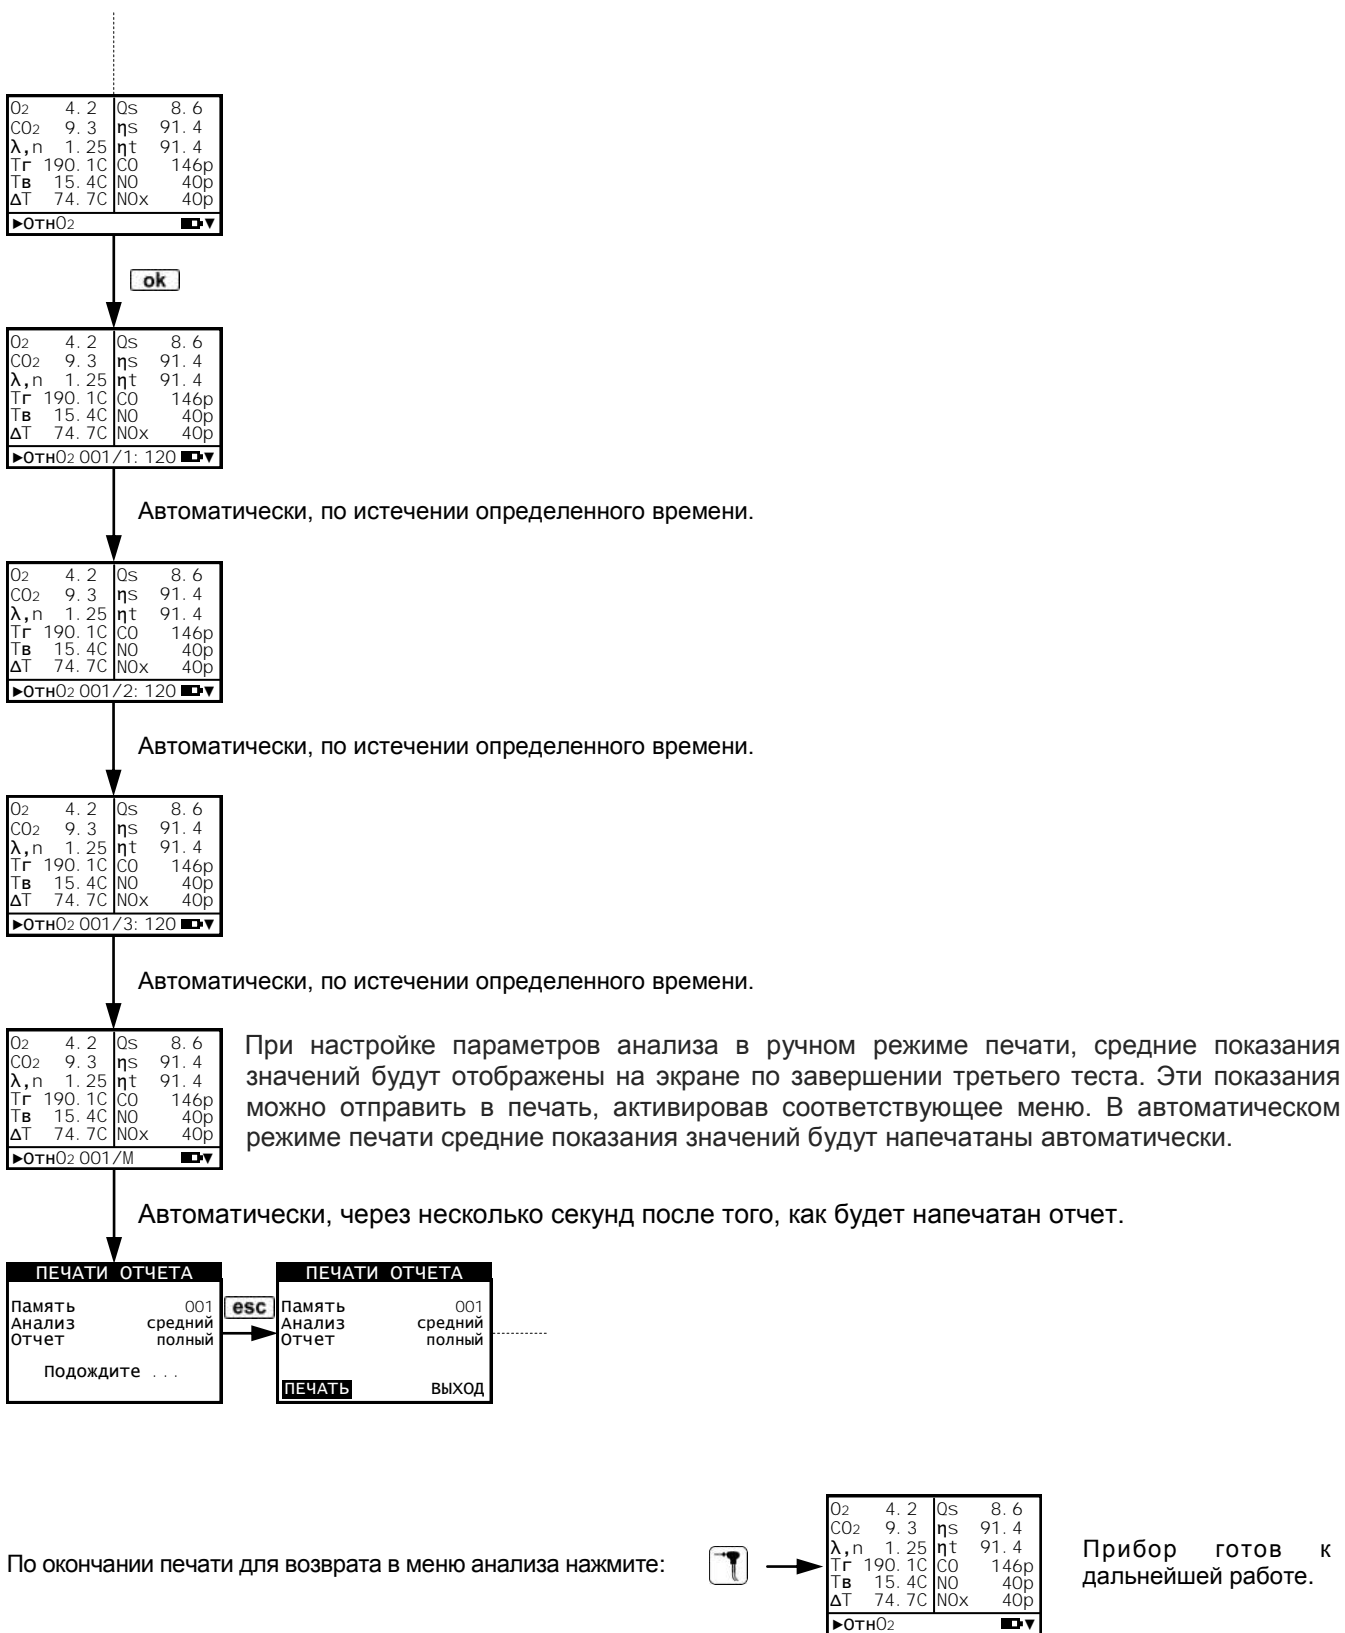 O2 4.2 Qs 8.6
CO2 9.3 ηs 91.4
λ,n 1.25 ηt 91.4
Tг 190.1C CO 146p
Tв 15.4C NO 40p
ΔT 74.7C NOx 40p
►ОтнO2 ▼
ok
O2 4.2 Qs 8.6
CO2 9.3 ηs 91.4
λ,n 1.25 ηt 91.4
Tг 190.1C CO 146p
Tв 15.4C NO 40p
ΔT 74.7C NOx 40p
►ОтнO2 001/1:120 ▼
Автоматически, по истечении определенного времени.
O2 4.2 Qs 8.6
CO2 9.3 ηs 91.4
λ,n 1.25 ηt 91.4
Tг 190.1C CO 146p
Tв 15.4C NO 40p
ΔT 74.7C NOx 40p
►ОтнO2 001/2:120 ▼
Автоматически, по истечении определенного времени.
O2 4.2 Qs 8.6
CO2 9.3 ηs 91.4
λ,n 1.25 ηt 91.4
Tг 190.1C CO 146p
Tв 15.4C NO 40p
ΔT 74.7C NOx 40p
►ОтнO2 001/3:120 ▼
Автоматически, по истечении определенного времени.
O2 4.2 Qs 8.6
CO2 9.3 ηs 91.4
λ,n 1.25 ηt 91.4
Tг 190.1C CO 146p
Tв 15.4C NO 40p
ΔT 74.7C NOx 40p
►ОтнO2 001/M ▼
При настройке параметров анализа в ручном режиме печати, средние показания
значений будут отображены на экране по завершении третьего теста. Эти показания
можно отправить в печать, активировав соответствующее меню. В автоматическом
режиме печати средние показания значений будут напечатаны автоматически.
Автоматически, через несколько секунд после того, как будет напечатан отчет.
ПЕЧАТИ ОТЧЕТА
Память 001
Анализ средний
Отчет полный
Подождите ...
esc
ПЕЧАТИ ОТЧЕТА
Память 001
Анализ средний
Отчет полный
ПЕЧАТЬ ВЫХОД
По окончании печати для возврата в меню анализа нажмите:
O2 4.2 Qs 8.6
CO2 9.3 ηs 91.4
λ,n 1.25 ηt 91.4
Tг 190.1C CO 146p
Tв 15.4C NO 40p
ΔT 74.7C NOx 40p
►ОтнO2 ▼
Прибор готов к
дальнейшей работе.